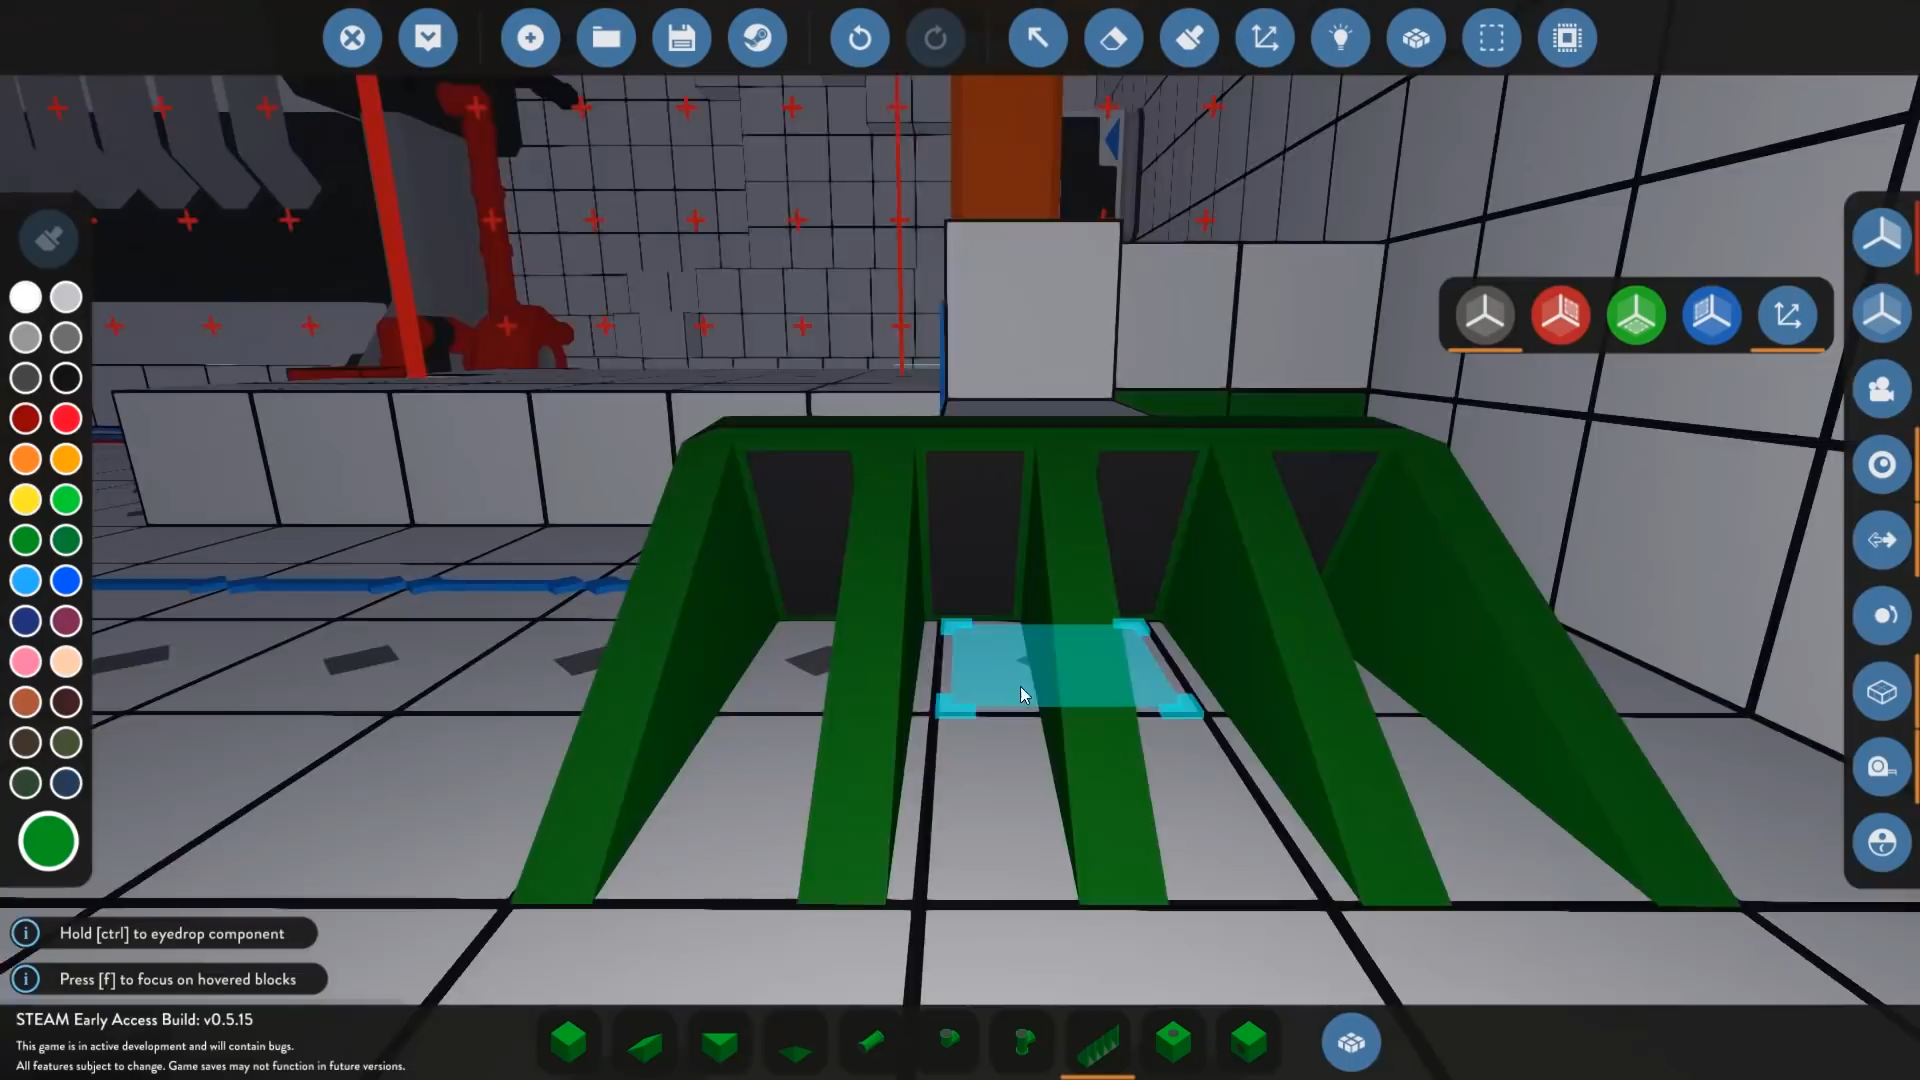 Hold [ctrl] to eyedrop component
Press [f] to focus on hovered blocks
STEAM Early Access Build: v0.5.15
This game is in active development and will contain bugs.
All features subject to change. Game saves may not function in future versions.